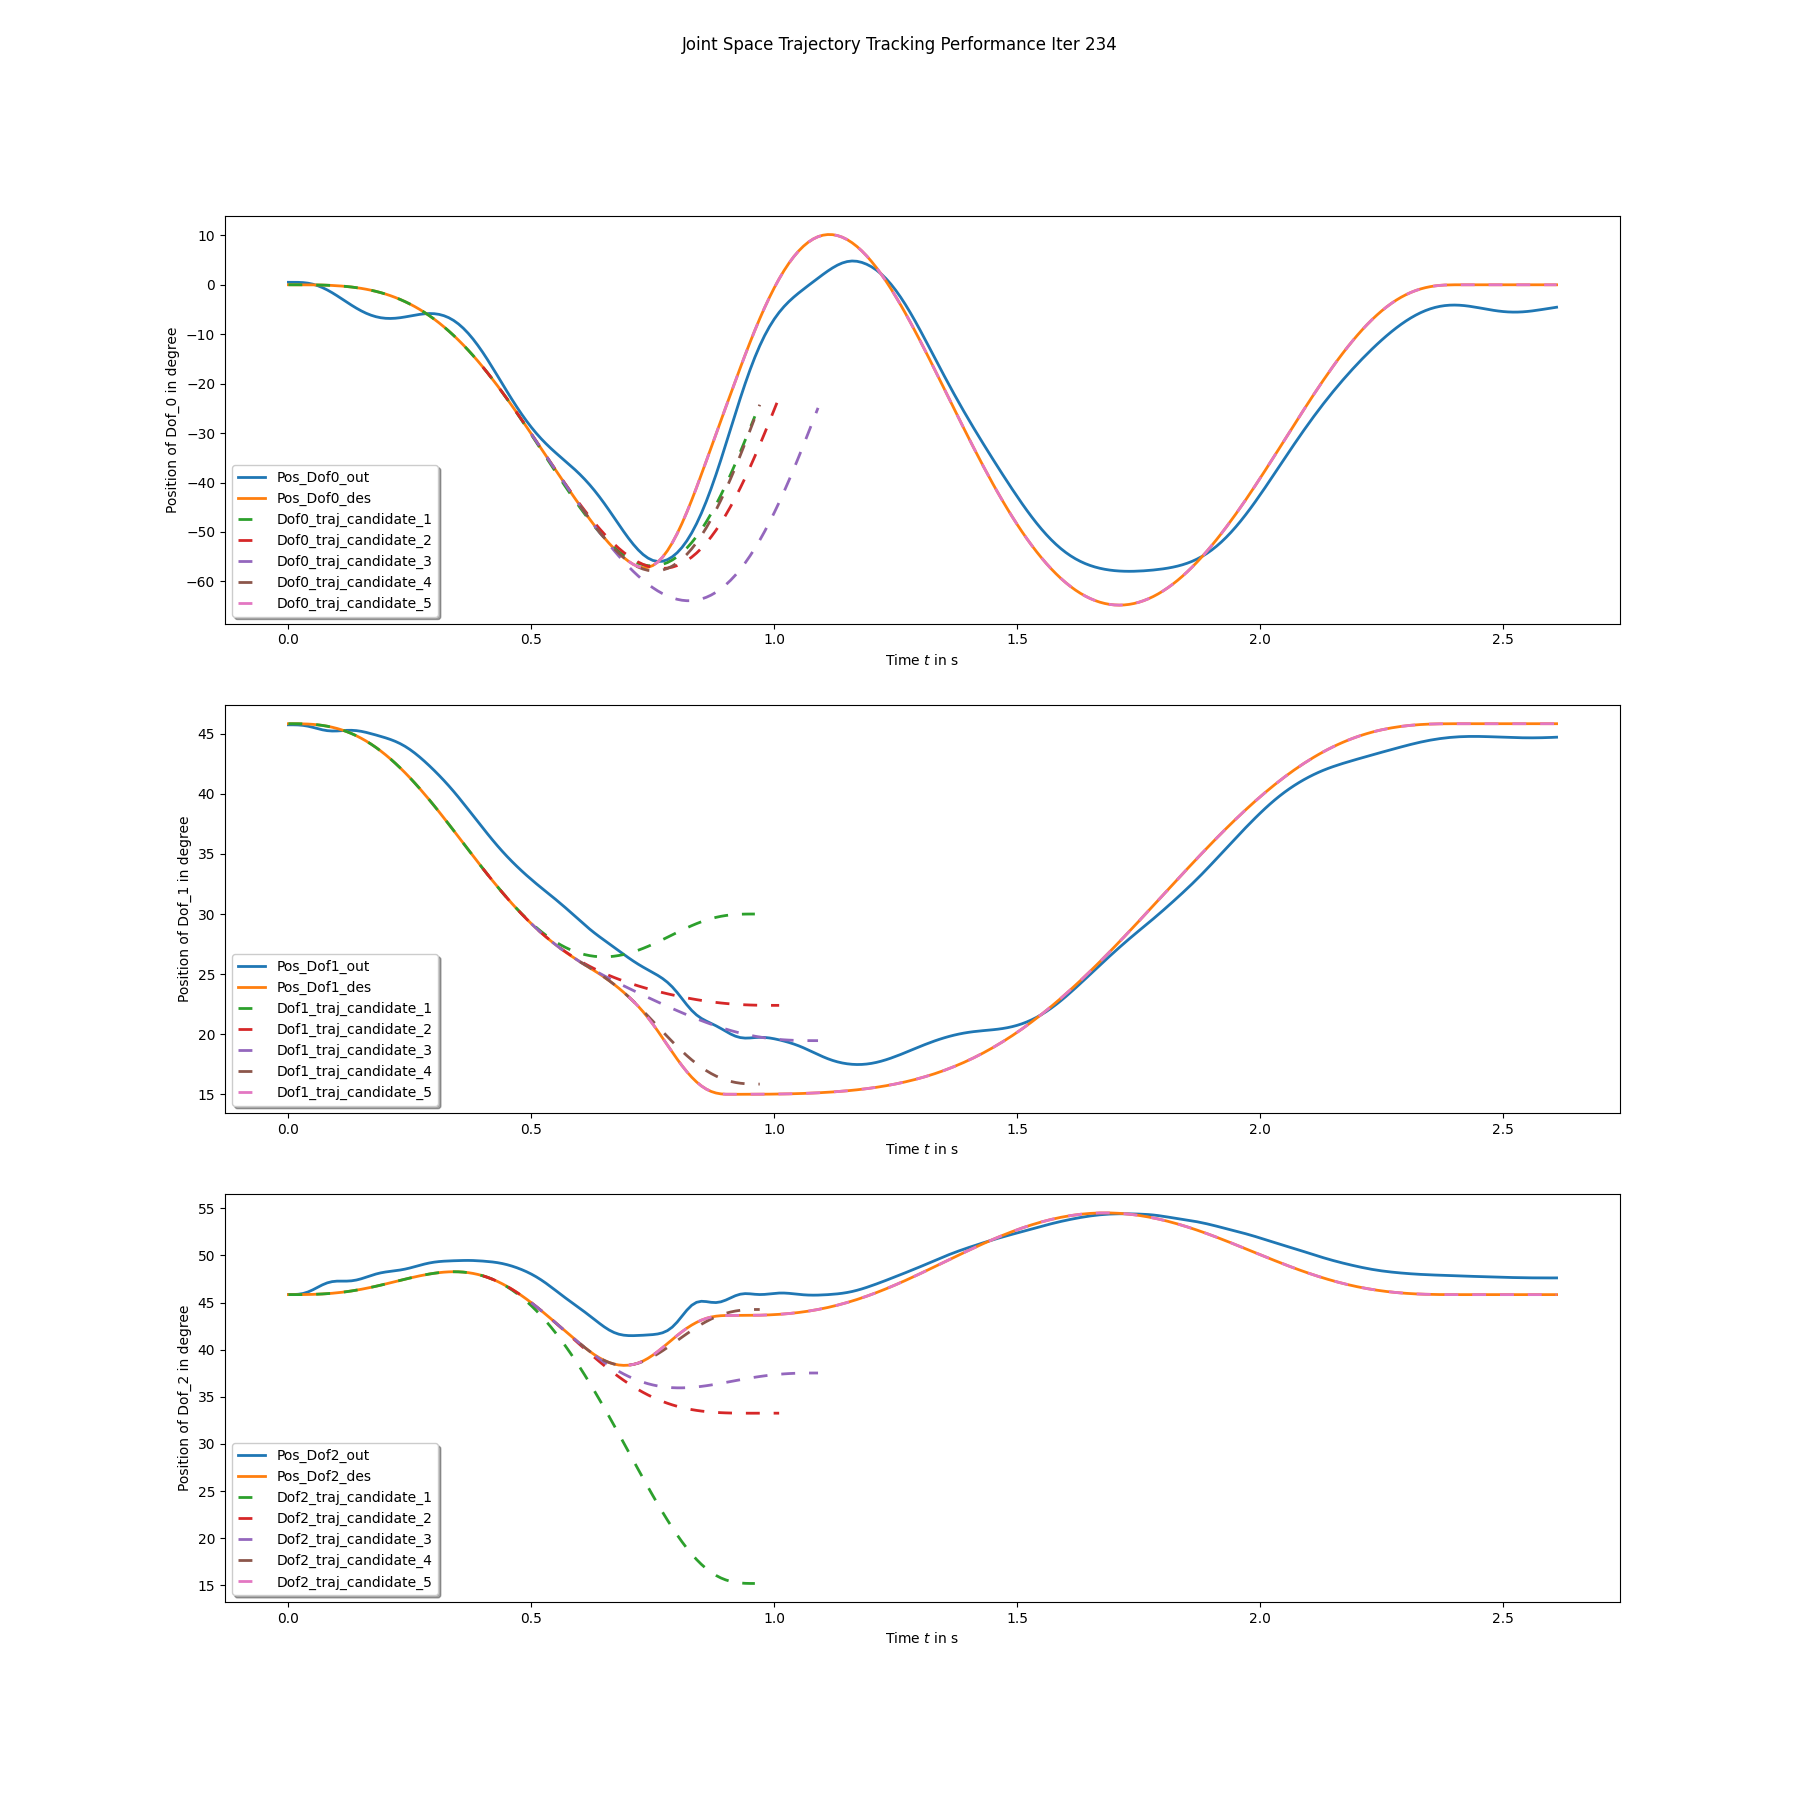 Joint Space Trajectory Tracking Performance Iter 234
10
0
−10
−20
−30
−40
−50
−60
Position of Dof_0 in degree
Pos_Dof0_out
Pos_Dof0_des
Dof0_traj_candidate_1
Dof0_traj_candidate_2
Dof0_traj_candidate_3
Dof0_traj_candidate_4
Dof0_traj_candidate_5
0.0 0.5 1.0 1.5 2.0 2.5
Time t in s
45
40
35
30
25
20
15
Position of Dof_1 in degree
Pos_Dof1_out
Pos_Dof1_des
Dof1_traj_candidate_1
Dof1_traj_candidate_2
Dof1_traj_candidate_3
Dof1_traj_candidate_4
Dof1_traj_candidate_5
0.0 0.5 1.0 1.5 2.0 2.5
Time t in s
55
50
45
40
35
30
25
20
15
Position of Dof_2 in degree
Pos_Dof2_out
Pos_Dof2_des
Dof2_traj_candidate_1
Dof2_traj_candidate_2
Dof2_traj_candidate_3
Dof2_traj_candidate_4
Dof2_traj_candidate_5
0.0 0.5 1.0 1.5 2.0 2.5
Time t in s